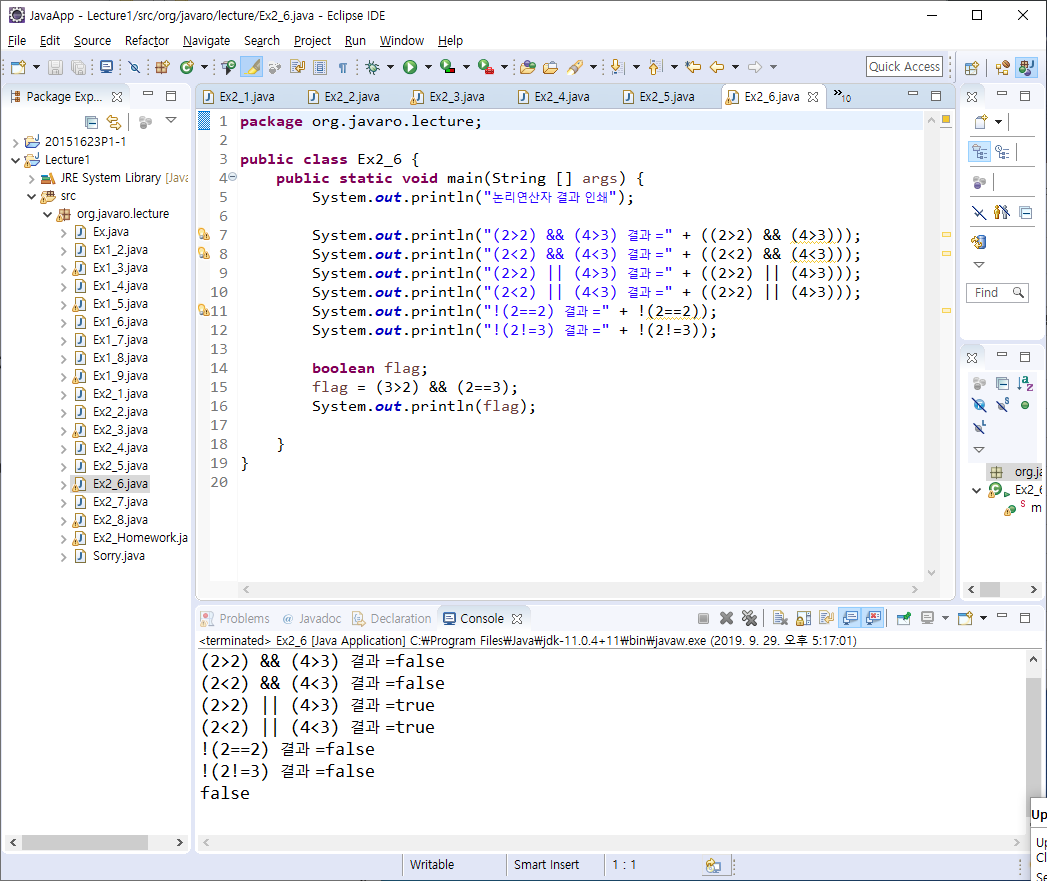 JavaApp - Lecture1/src/org/javaro/lecture/Ex2_6.java - Eclipse IDE
File Edit Source Refactor Navigate Search Project Run Window Help
Quick Access
Package Exp...
Ex2_1.java Ex2_2.java Ex2_3.java Ex2_4.java Ex2_5.java Ex2_6.java »10
20151623P1-1
Lecture1
JRE System Library [Java
src
org.javaro.lecture
Ex.java
Ex1_2.java
Ex1_3.java
Ex1_4.java
Ex1_5.java
Ex1_6.java
Ex1_7.java
Ex1_8.java
Ex1_9.java
Ex2_1.java
Ex2_2.java
Ex2_3.java
Ex2_4.java
Ex2_5.java
Ex2_6.java
Ex2_7.java
Ex2_8.java
Ex2_Homework.ja
Sorry.java
1 package org.javaro.lecture;
2
3 public class Ex2_6 {
4 public static void main(String [] args) {
5 System.out.println("논리연산자 결과 인쇄");
6
7 System.out.println("(2>2) && (4>3) 결과 =" + ((2>2) && (4>3)));
8 System.out.println("(2<2) && (4<3) 결과 =" + ((2<2) && (4<3)));
9 System.out.println("(2>2) || (4>3) 결과 =" + ((2>2) || (4>3)));
10 System.out.println("(2<2) || (4<3) 결과 =" + ((2>2) || (4>3)));
11 System.out.println("!(2==2) 결과 =" + !(2==2));
12 System.out.println("!(2!=3) 결과 =" + !(2!=3));
13
14 boolean flag;
15 flag = (3>2) && (2==3);
16 System.out.println(flag);
17
18 }
19 }
20
Find
org.ja
Ex2_6
S m
Problems @ Javadoc Declaration Console
<terminated> Ex2_6 [Java Application] C:₩Program Files₩Java₩jdk-11.0.4+11₩bin₩javaw.exe (2019. 9. 29. 오후 5:17:01)
(2>2) && (4>3) 결과 =false
(2<2) && (4<3) 결과 =false
(2>2) || (4>3) 결과 =true
(2<2) || (4<3) 결과 =true
!(2==2) 결과 =false
!(2!=3) 결과 =false
false
Up
Up
Cl
Se
Writable Smart Insert 1 : 1